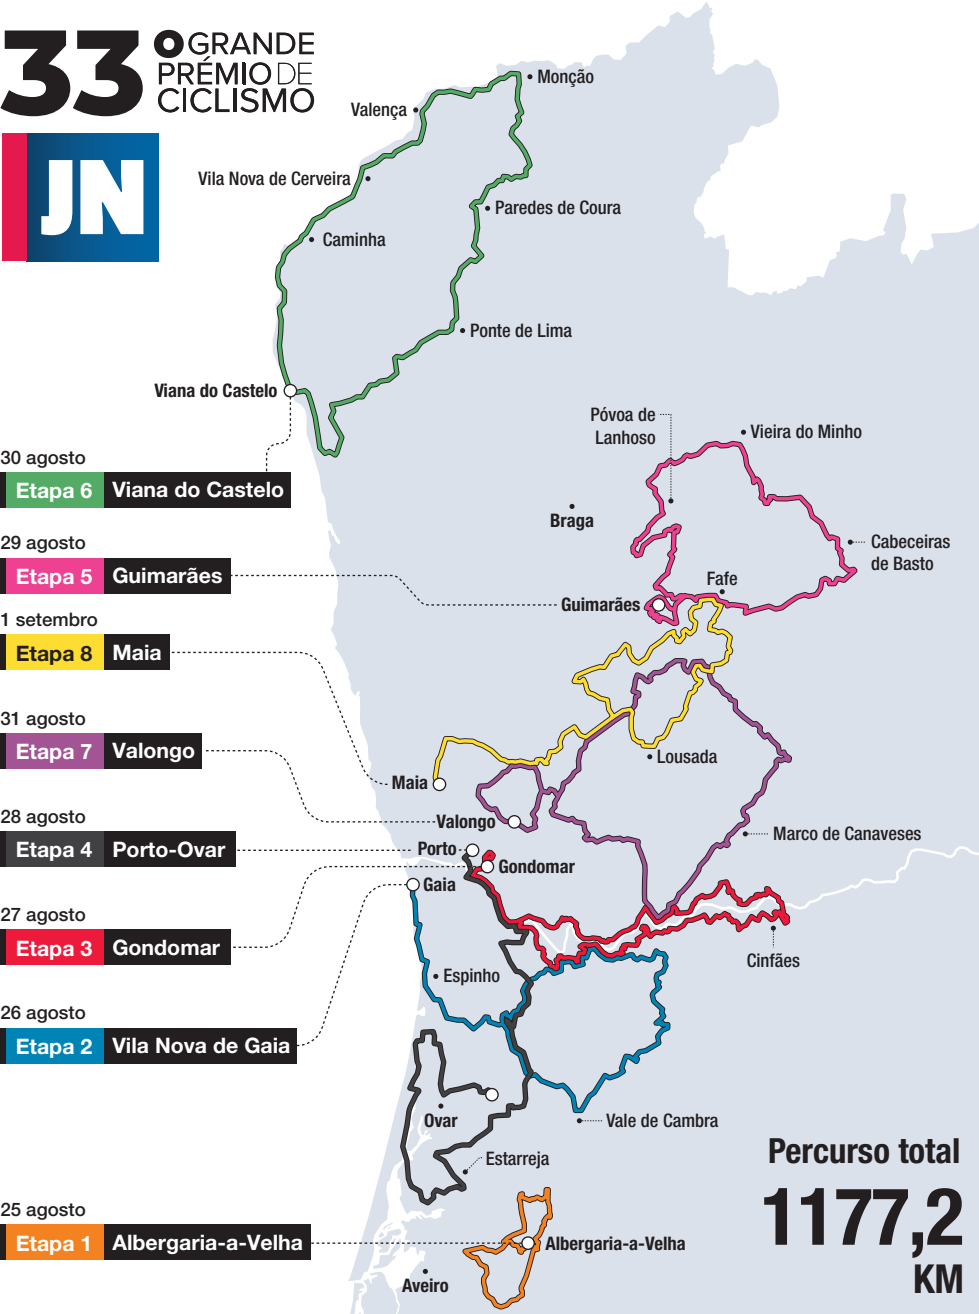 33º GRANDE
PRÉMIO DE
CICLISMO
JN
Monção
Valença
Vila Nova de Cerveira
Paredes de Coura
Caminha
Ponte de Lima
Viana do Castelo
Póvoa de
Lanhoso
Vieira do Minho
30 agosto
Etapa 6 Viana do Castelo
Braga
29 agosto
Cabeceiras
de Basto
Etapa 5 Guimarães
Fafe
Guimarães
1 setembro
Etapa 8 Maia
31 agosto
Etapa 7 Valongo
Lousada
Maia
28 agosto
Valongo
Marco de Canaveses
Etapa 4 Porto-Ovar
Porto
Gondomar
Gaia
27 agosto
Etapa 3 Gondomar
Cinfães
Espinho
26 agosto
Etapa 2 Vila Nova de Gaia
Ovar
Vale de Cambra
Estarreja
Percurso total
1177,2
KM
25 agosto
Etapa 1 Albergaria-a-Velha
Albergaria-a-Velha
Aveiro